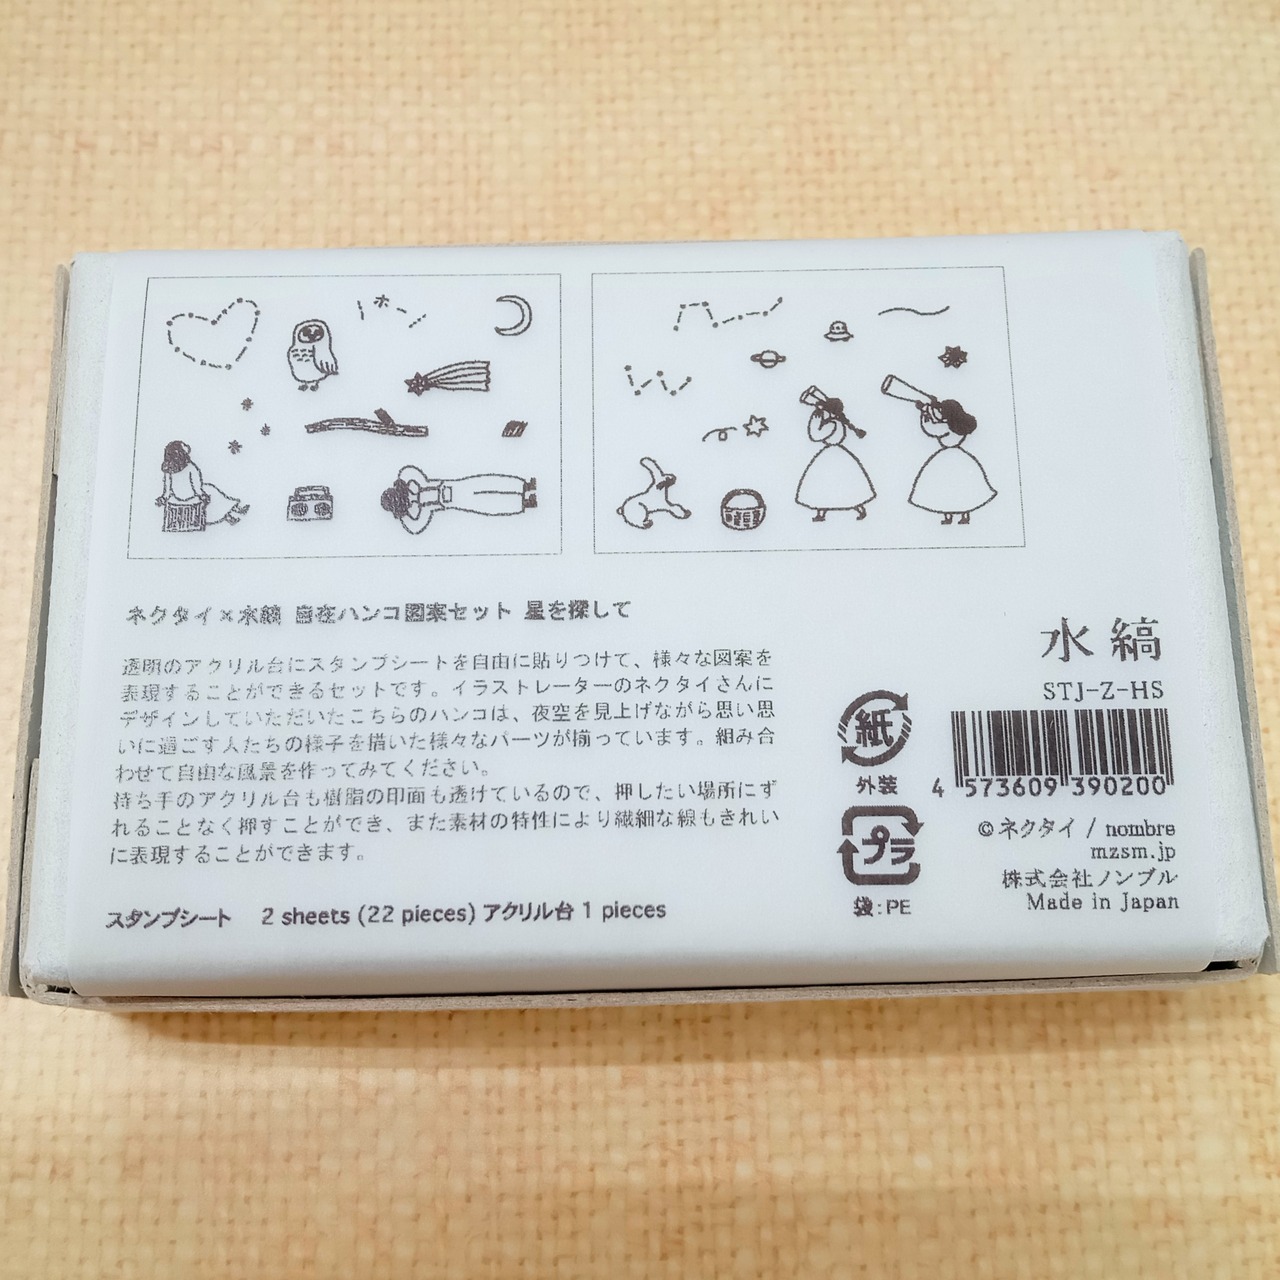 ホー
ネクタイ×水縞 自在ハンコ図案セット 星を探して
透明のアクリル台にスタンプシートを自由に貼りつけて、様々な図案を
表現することができるセットです。イラストレーターのネクタイさんに
デザインしていただいたこちらのハンコは、夜空を見上げながら思い思
いに過ごす人たちの様子を描いた様々なパーツが揃っています。組み合
わせて自由な風景を作ってみてください。
持ち手のアクリル台も樹脂の印面も透けているので、押したい場所にず
れることなく押すことができ、また素材の特性により繊細な線もきれい
に表現することができます。
スタンプシート 2 sheets (22 pieces) アクリル台 1 pieces
紙
外装
プラ
袋:PE
水縞
STJ-Z-HS
4 573609 390200
©ネクタイ / nombre
mzsm.jp
株式会社ノンブル
Made in Japan